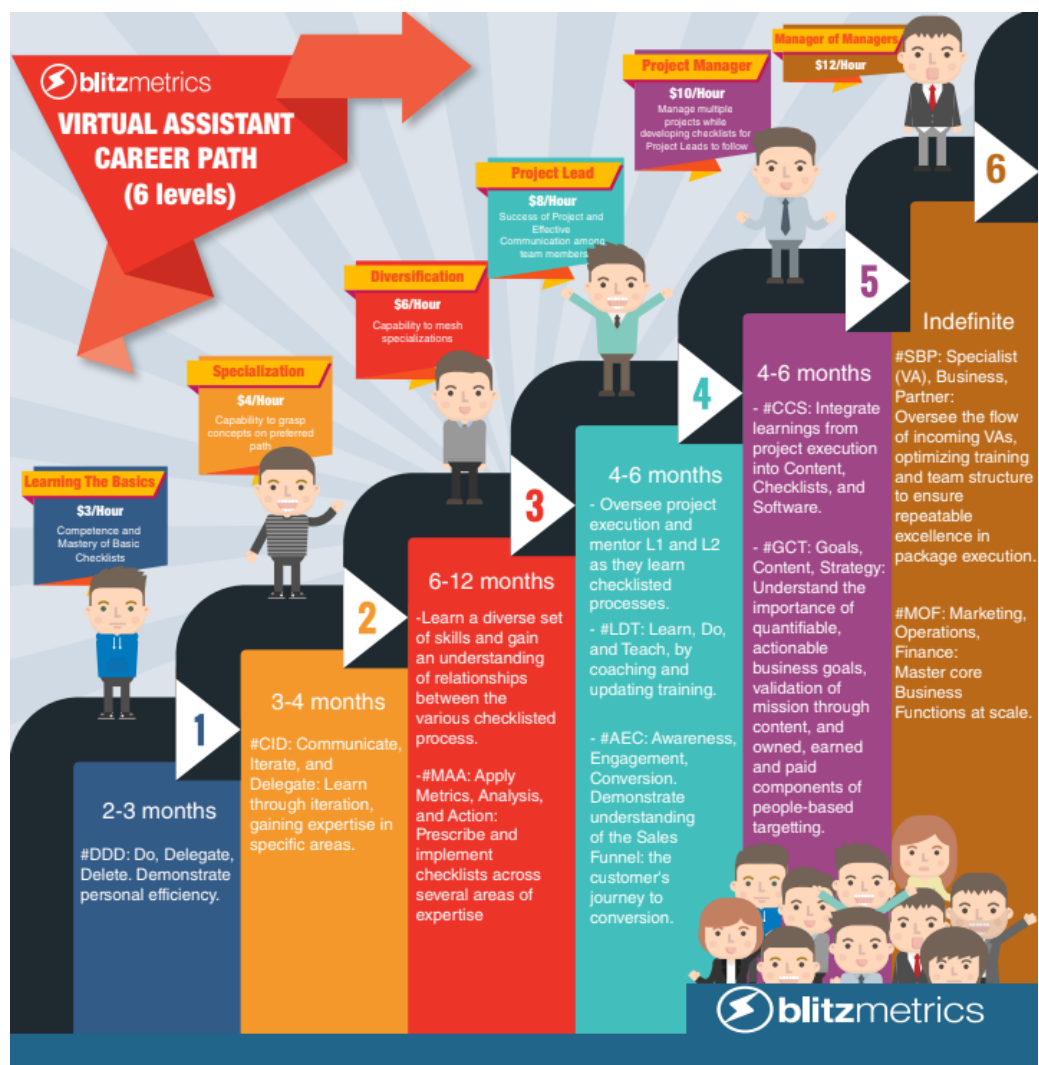 blitzmetrics
VIRTUAL ASSISTANT
CAREER PATH
(6 levels)
Learning The Basics
$3/Hour
Competence and
Mastery of Basic
Checklists
1
2-3 months
#DDD: Do, Delegate,
Delete. Demonstrate
personal efficiency.
Specialization
$4/Hour
Capability to grasp
concepts on preferred
path
2
3-4 months
#CID: Communicate,
Iterate, and
Delegate: Learn
through iteration,
gaining expertise in
specific areas.
Diversification
$6/Hour
Capability to mesh
specializations
3
6-12 months
-Learn a diverse set
of skills and gain
an understanding
of relationships
between the
various checklisted
process.
-#MAA: Apply
Metrics, Analysis,
and Action:
Prescribe and
implement
checklists across
several areas of
expertise
Project Lead
$8/Hour
Success of Project and
Effective
Communication among
team members
4
4-6 months
- Oversee project
execution and
mentor L1 and L2
as they learn
checklisted
processes.
- #LDT: Learn, Do,
and Teach, by
coaching and
updating training.
- #AEC: Awareness,
Engagement,
Conversion.
Demonstrate
understanding
of the Sales
Funnel: the
customer's
journey to
conversion.
Project Manager
$10/Hour
Manage multiple
projects while
developing checklists for
Project Leads to follow
5
4-6 months
- #CCS: Integrate
learnings from
project execution
into Content,
Checklists, and
Software.
- #GCT: Goals,
Content, Strategy:
Understand the
importance of
quantifiable,
actionable
business goals,
validation of
mission through
content, and
owned, earned
and paid
components of
people-based
targetting.
Manager of Managers
$12/Hour
6
Indefinite
#SBP: Specialist
(VA), Business,
Partner:
Oversee the flow
of incoming VAs,
optimizing training
and team structure
to ensure
repeatable
excellence in
package execution.
#MOF: Marketing,
Operations,
Finance:
Master core
Business
Functions at scale.
blitzmetrics